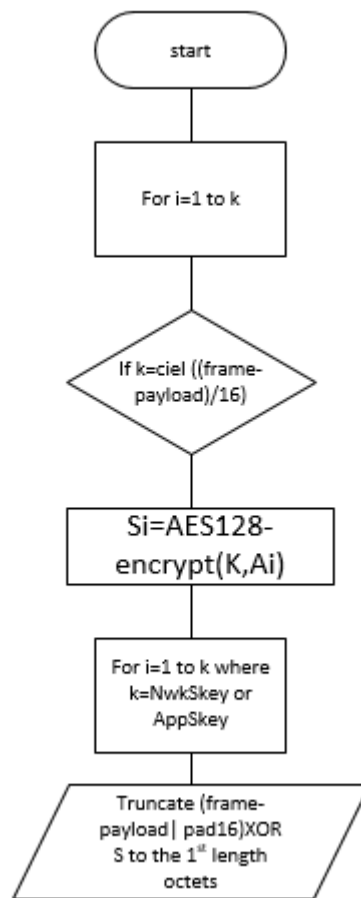 start
For i=1 to k
If k=ciel ((frame-
payload)/16)
Si=AES128-
encrypt(K,Ai)
For i=1 to k where
k=NwkSkey or
AppSkey
Truncate (frame-
payload| pad16)XOR
S to the 1st length
octets